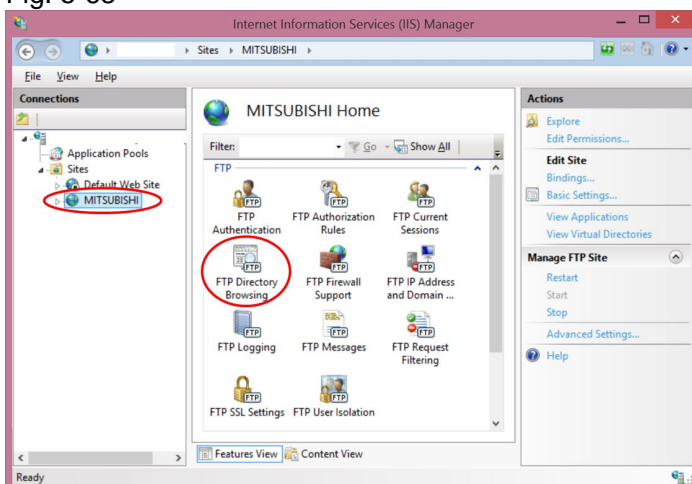 Internet Information Services (IIS) Manager
Sites MITSUBISHI
File View Help
Connections
Application Pools
Sites
Default Web Site
MITSUBISHI
MITSUBISHI Home
Filter: Go Show All
FTP
FTP Authentication
FTP Authorization Rules
FTP Current Sessions
FTP Directory Browsing
FTP Firewall Support
FTP IP Address and Domain ...
FTP Logging
FTP Messages
FTP Request Filtering
FTP SSL Settings
FTP User Isolation
Features View Content View
Actions
Explore
Edit Permissions...
Edit Site
Bindings...
Basic Settings...
View Applications
View Virtual Directories
Manage FTP Site
Restart
Start
Stop
Advanced Settings...
Help
Ready